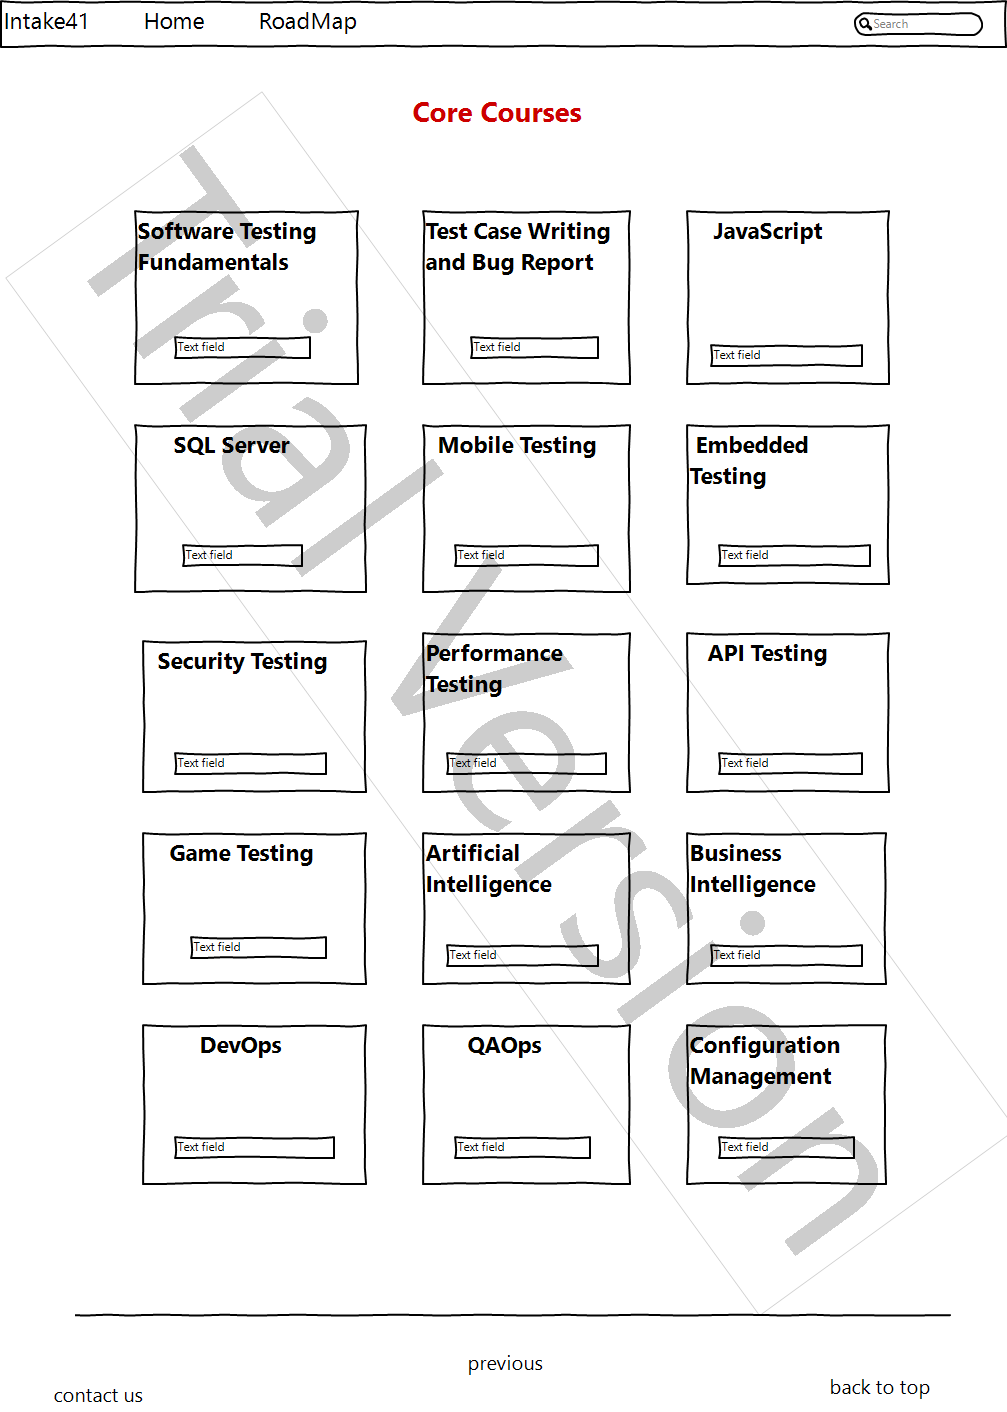 Intake41 Home RoadMap Search
Core Courses
Software Testing
Fundamentals
Text field
Test Case Writing
and Bug Report
Text field
JavaScript
Text field
SQL Server
Text field
Mobile Testing
Text field
Embedded
Testing
Text field
Security Testing
Text field
Performance
Testing
Text field
API Testing
Text field
Game Testing
Text field
Artificial
Intelligence
Text field
Business
Intelligence
Text field
DevOps
Text field
QAOps
Text field
Configuration
Management
Text field
Trial Version
previous
contact us
back to top